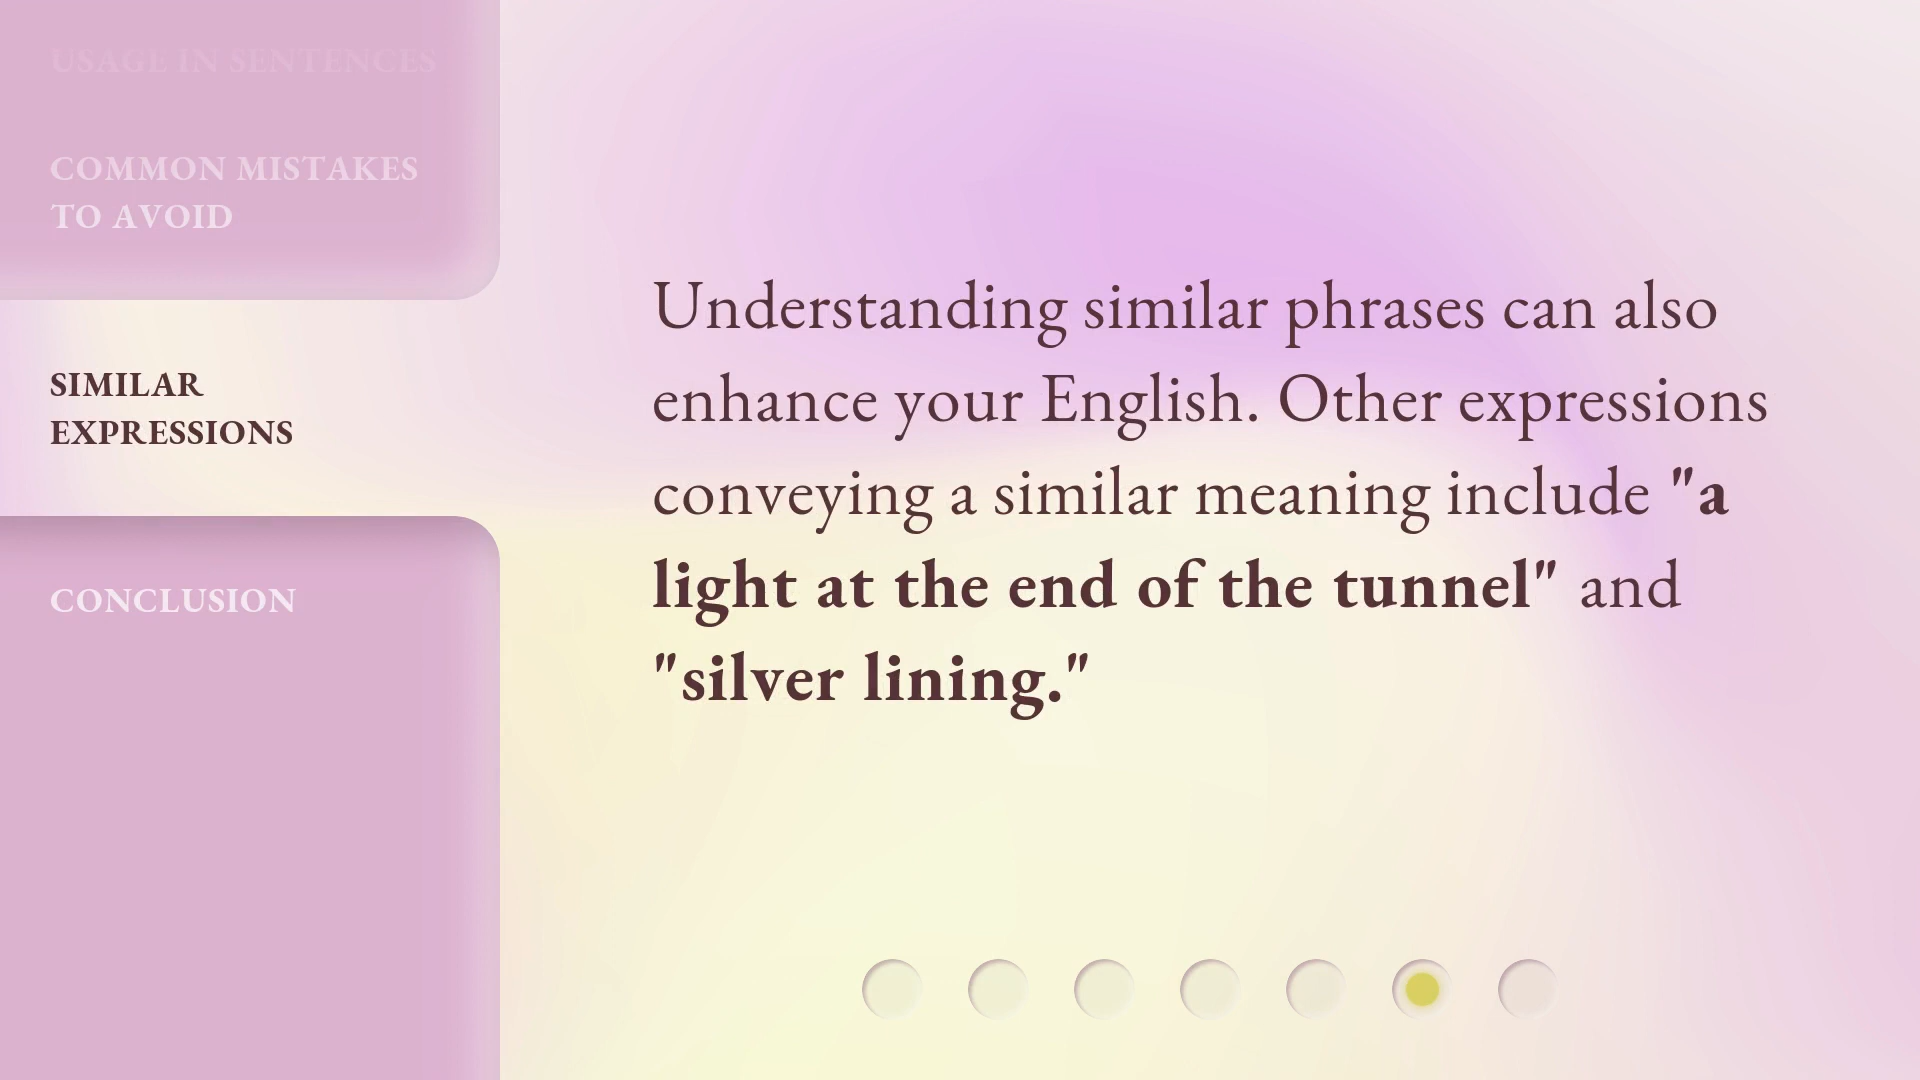 USAGE IN SENTENCES
COMMON MISTAKES
TO AVOID
SIMILAR
EXPRESSIONS
CONCLUSION
Understanding similar phrases can also
enhance your English. Other expressions
conveying a similar meaning include "a
light at the end of the tunnel" and
"silver lining."